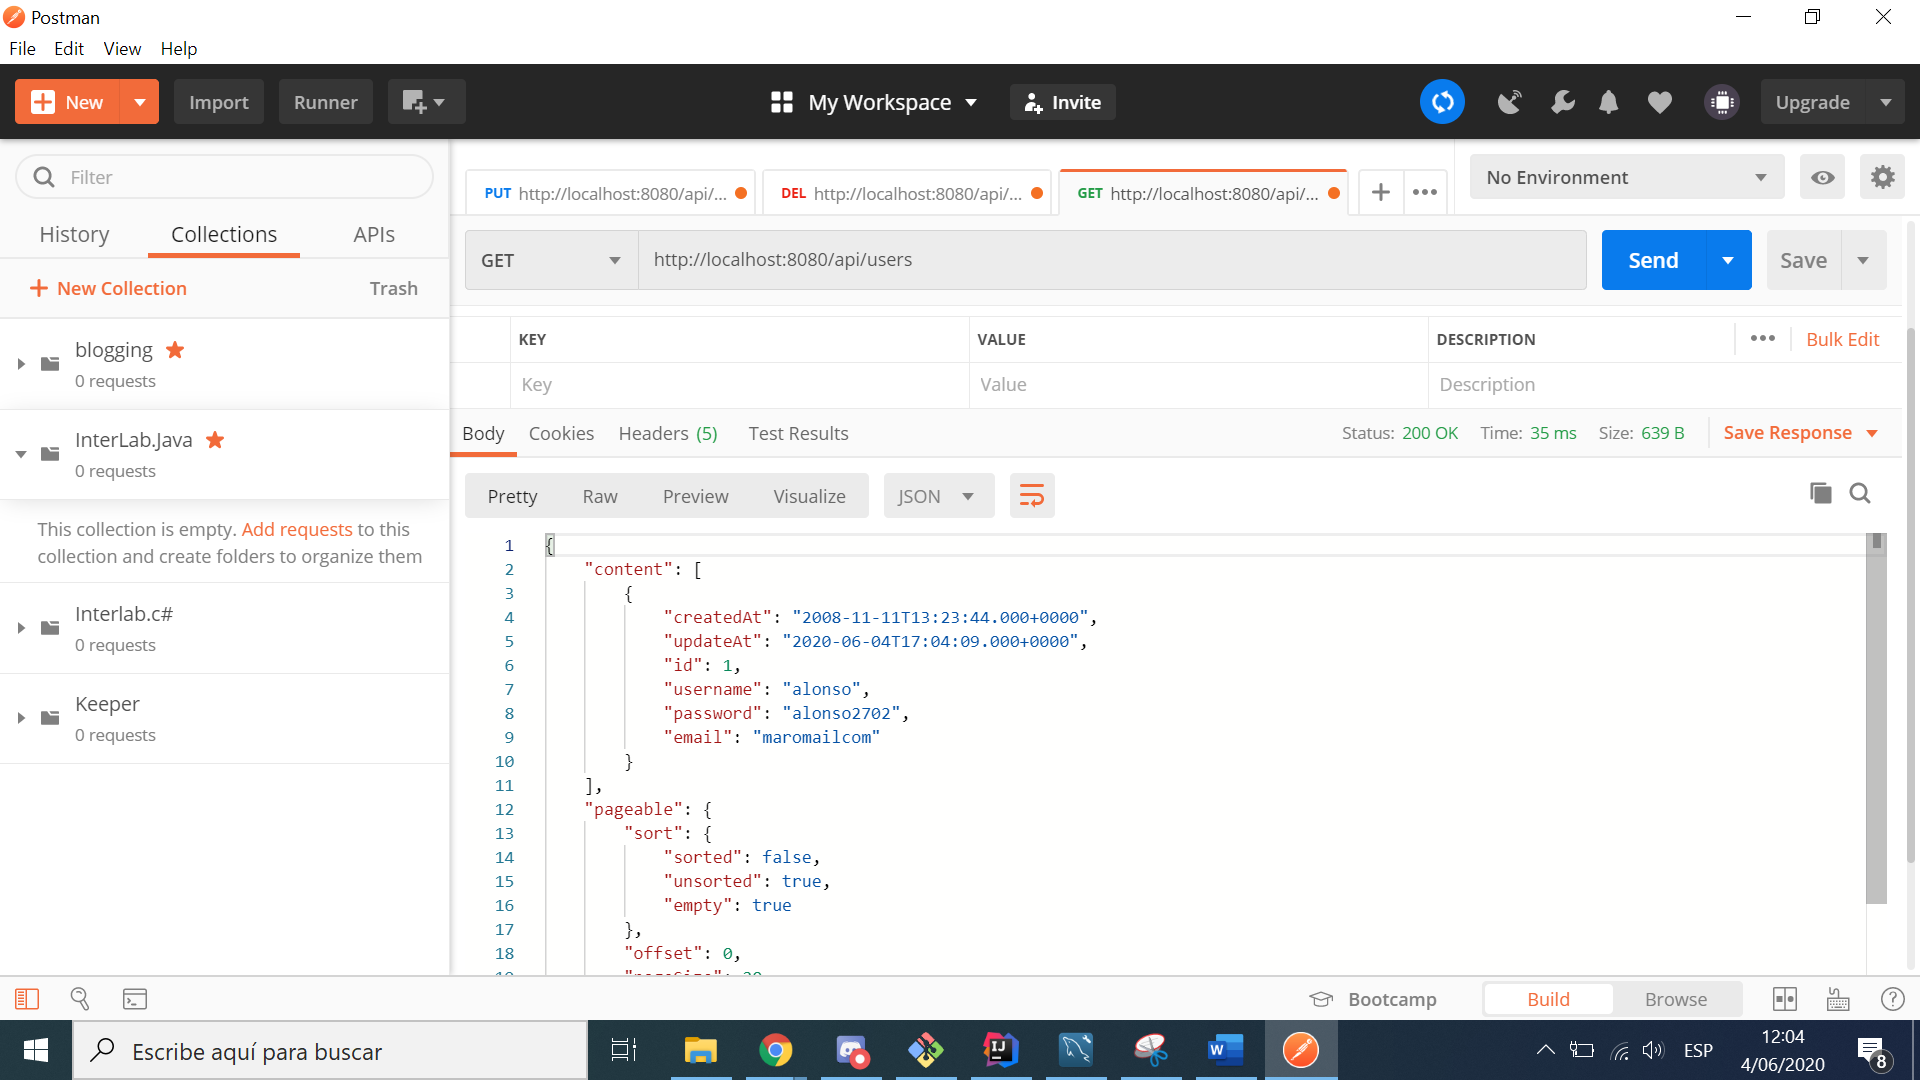 Postman
File Edit View Help
New Import Runner My Workspace Invite Upgrade
Filter
History Collections APIs
New Collection Trash
blogging
0 requests
InterLab.Java
0 requests
This collection is empty. Add requests to this
collection and create folders to organize them
Interlab.c#
0 requests
Keeper
0 requests
PUT http://localhost:8080/api/... DEL http://localhost:8080/api/... GET http://localhost:8080/api/... No Environment
GET http://localhost:8080/api/users Send Save
KEY VALUE DESCRIPTION Bulk Edit
Key Value Description
Body Cookies Headers (5) Test Results Status: 200 OK Time: 35 ms Size: 639 B Save Response
Pretty Raw Preview Visualize JSON
1 {
2 "content": [
3 {
4 "createdAt": "2008-11-11T13:23:44.000+0000",
5 "updateAt": "2020-06-04T17:04:09.000+0000",
6 "id": 1,
7 "username": "alonso",
8 "password": "alonso2702",
9 "email": "maromailcom"
10 }
11 ],
12 "pageable": {
13 "sort": {
14 "sorted": false,
15 "unsorted": true,
16 "empty": true
17 },
18 "offset": 0,
Bootcamp Build Browse
Escribe aquí para buscar
ESP
12:04
4/06/2020
8